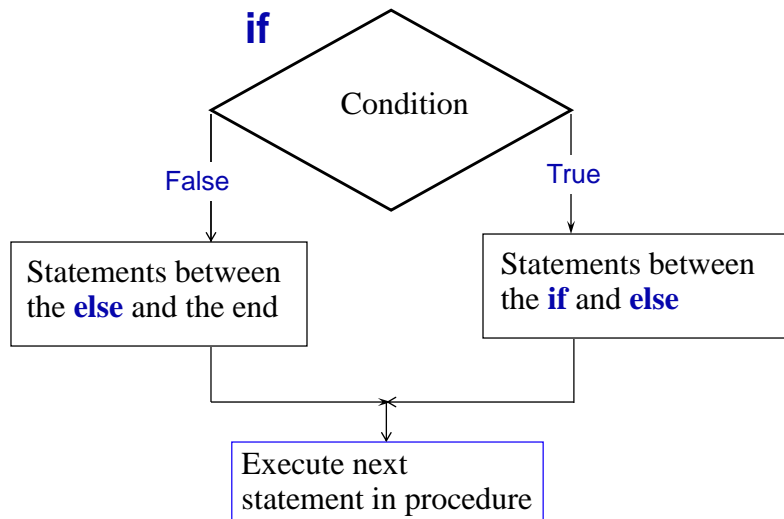 if
Condition
False
True
Statements between
the else and the end
Statements between
the if and else
Execute next
statement in procedure